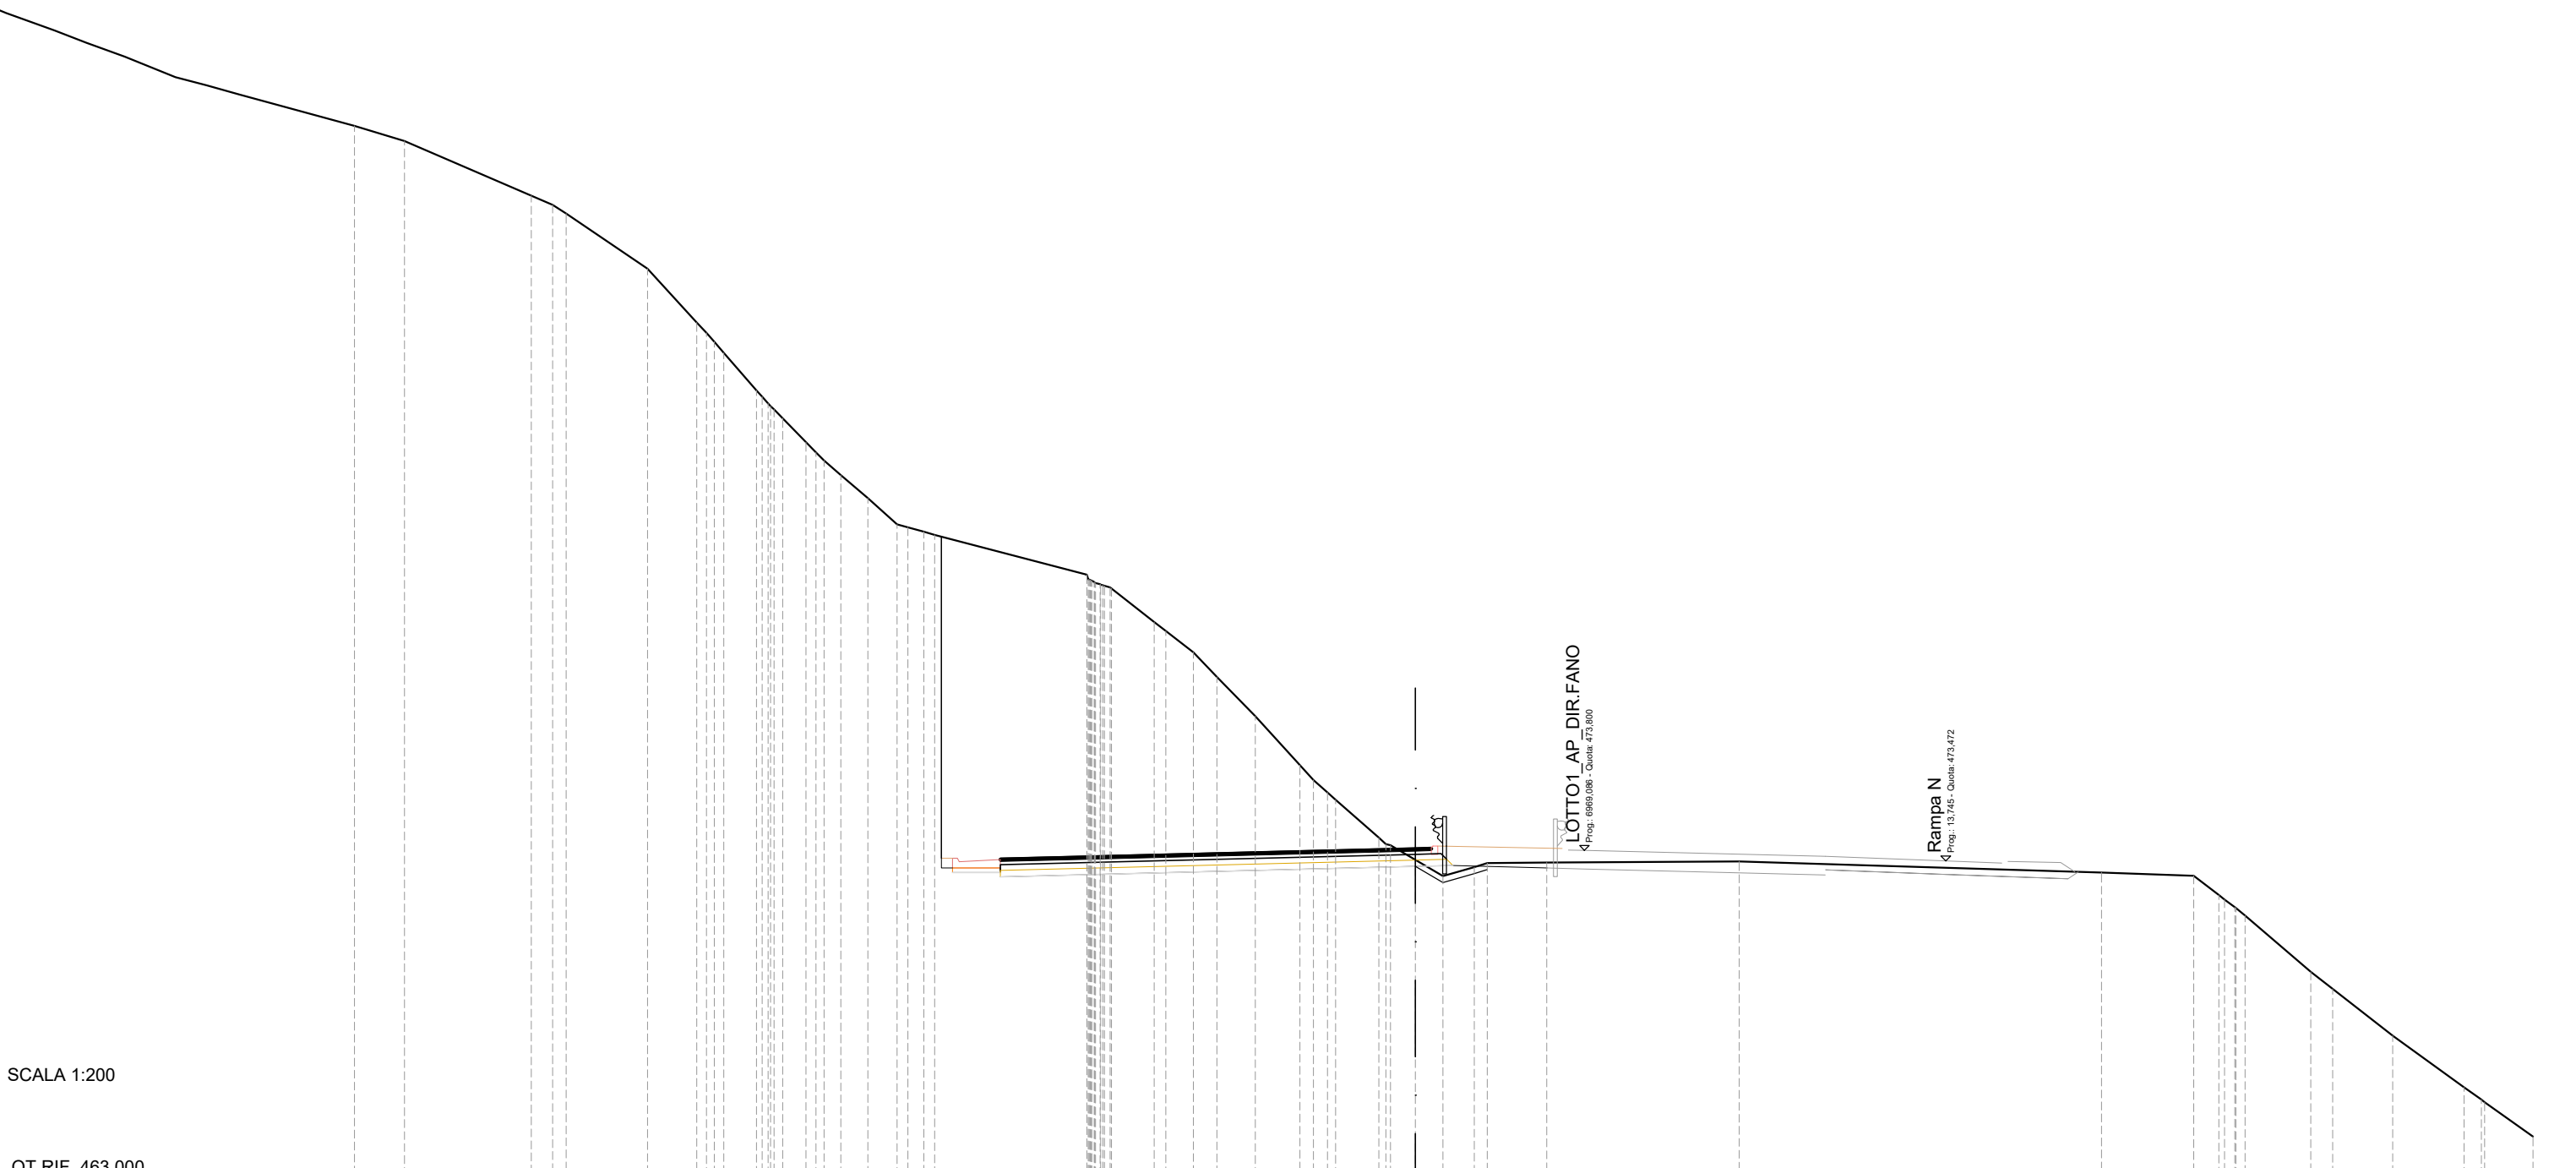 LOTTO1_AP_DIR.FANO
Prog.: 6969,086 - Quota: 473,800
Rampa N
Prog.: 13,745 - Quota: 473,472
SCALA 1:200
QT.RIF. 463,000